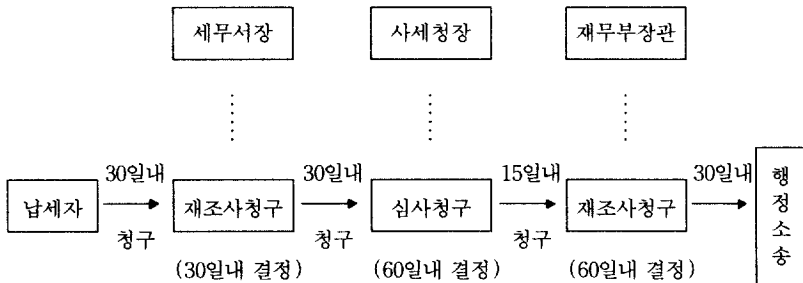 세무서장 사세청장 재무부장관
30일내 30일내 15일내 30일내
납세자 재조사청구 심사청구 재조사청구 행정소송
청구 청구 청구
(30일내 결정) (60일내 결정) (60일내 결정)